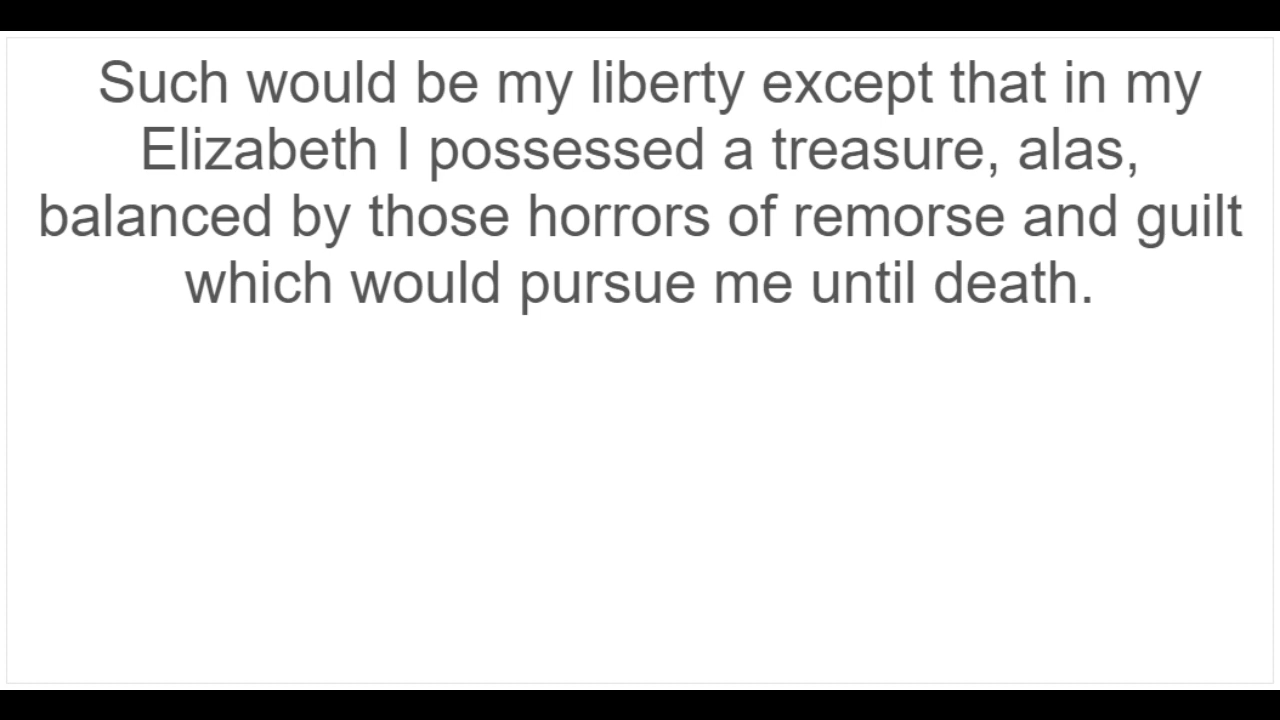 Such would be my liberty except that in my
Elizabeth I possessed a treasure, alas,
balanced by those horrors of remorse and guilt
which would pursue me until death.